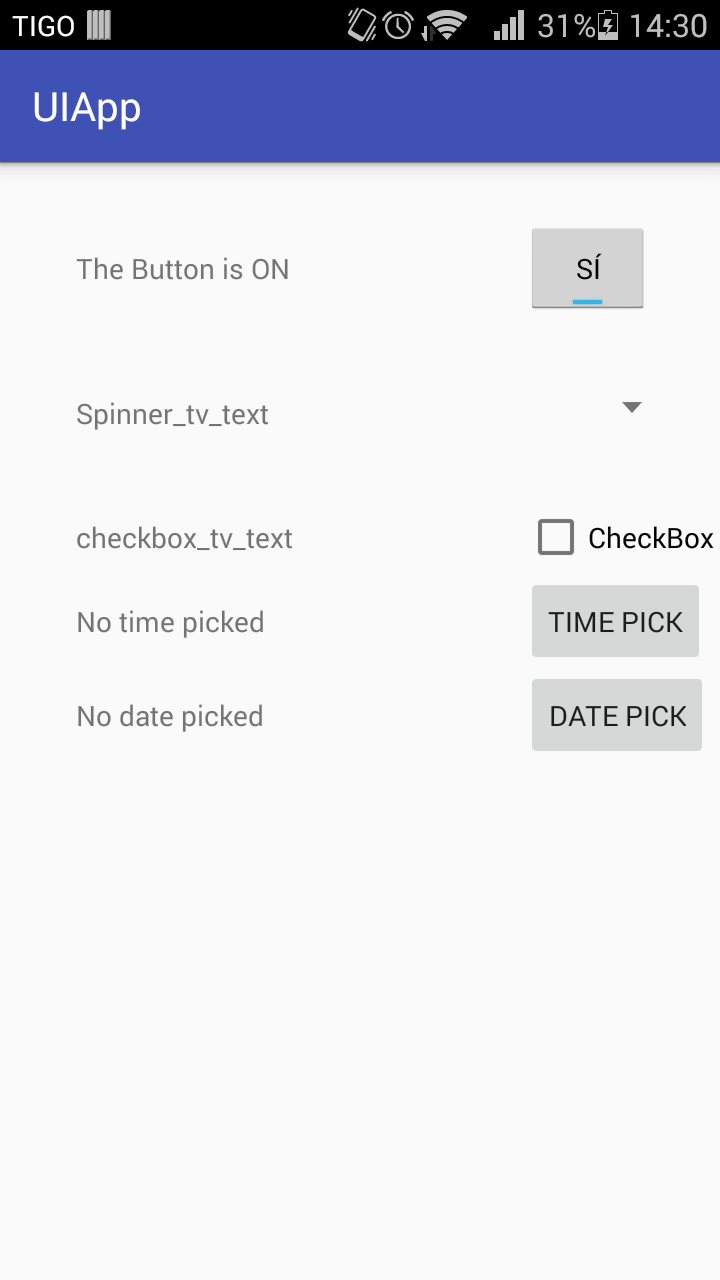 TIGO 31% 14:30
UIApp
The Button is ON SÍ
Spinner_tv_text
checkbox_tv_text CheckBox
No time picked TIME PICK
No date picked DATE PICK